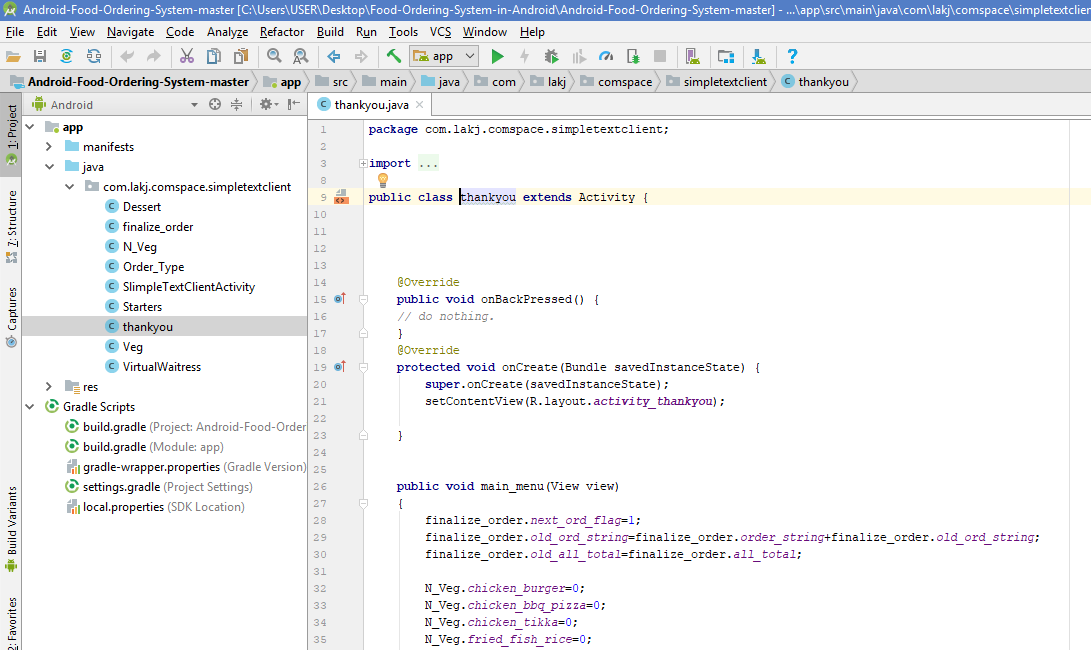 Android-Food-Ordering-System-master [C:\Users\USER\Desktop\Food-Ordering-System-in-Android\Android-Food-Ordering-System-master] - ...\app\src\main\java\com\lakj\comspace\simpletextclien
File Edit View Navigate Code Analyze Refactor Build Run Tools VCS Window Help
app
Android-Food-Ordering-System-master app src main java com lakj comspace simpletextclient thankyou
1: Project
7: Structure
Captures
Build Variants
2: Favorites
Android
app
manifests
java
com.lakj.comspace.simpletextclient
Dessert
finalize_order
N_Veg
Order_Type
SlimpleTextClientActivity
Starters
thankyou
Veg
VirtualWaitress
res
Gradle Scripts
build.gradle (Project: Android-Food-Order
build.gradle (Module: app)
gradle-wrapper.properties (Gradle Version)
settings.gradle (Project Settings)
local.properties (SDK Location)
thankyou.java
1 package com.lakj.comspace.simpletextclient;
2
3 import ...
8
9 public class thankyou extends Activity {
10
11
12
13
14 @Override
15 public void onBackPressed() {
16 // do nothing.
17 }
18 @Override
19 protected void onCreate(Bundle savedInstanceState) {
20 super.onCreate(savedInstanceState);
21 setContentView(R.layout.activity_thankyou);
22
23 }
24
25
26 public void main_menu(View view)
27 {
28 finalize_order.next_ord_flag=1;
29 finalize_order.old_ord_string=finalize_order.order_string+finalize_order.old_ord_string;
30 finalize_order.old_all_total=finalize_order.all_total;
31
32 N_Veg.chicken_burger=0;
33 N_Veg.chicken_bbq_pizza=0;
34 N_Veg.chicken_tikka=0;
35 N_Veg.fried_fish_rice=0;